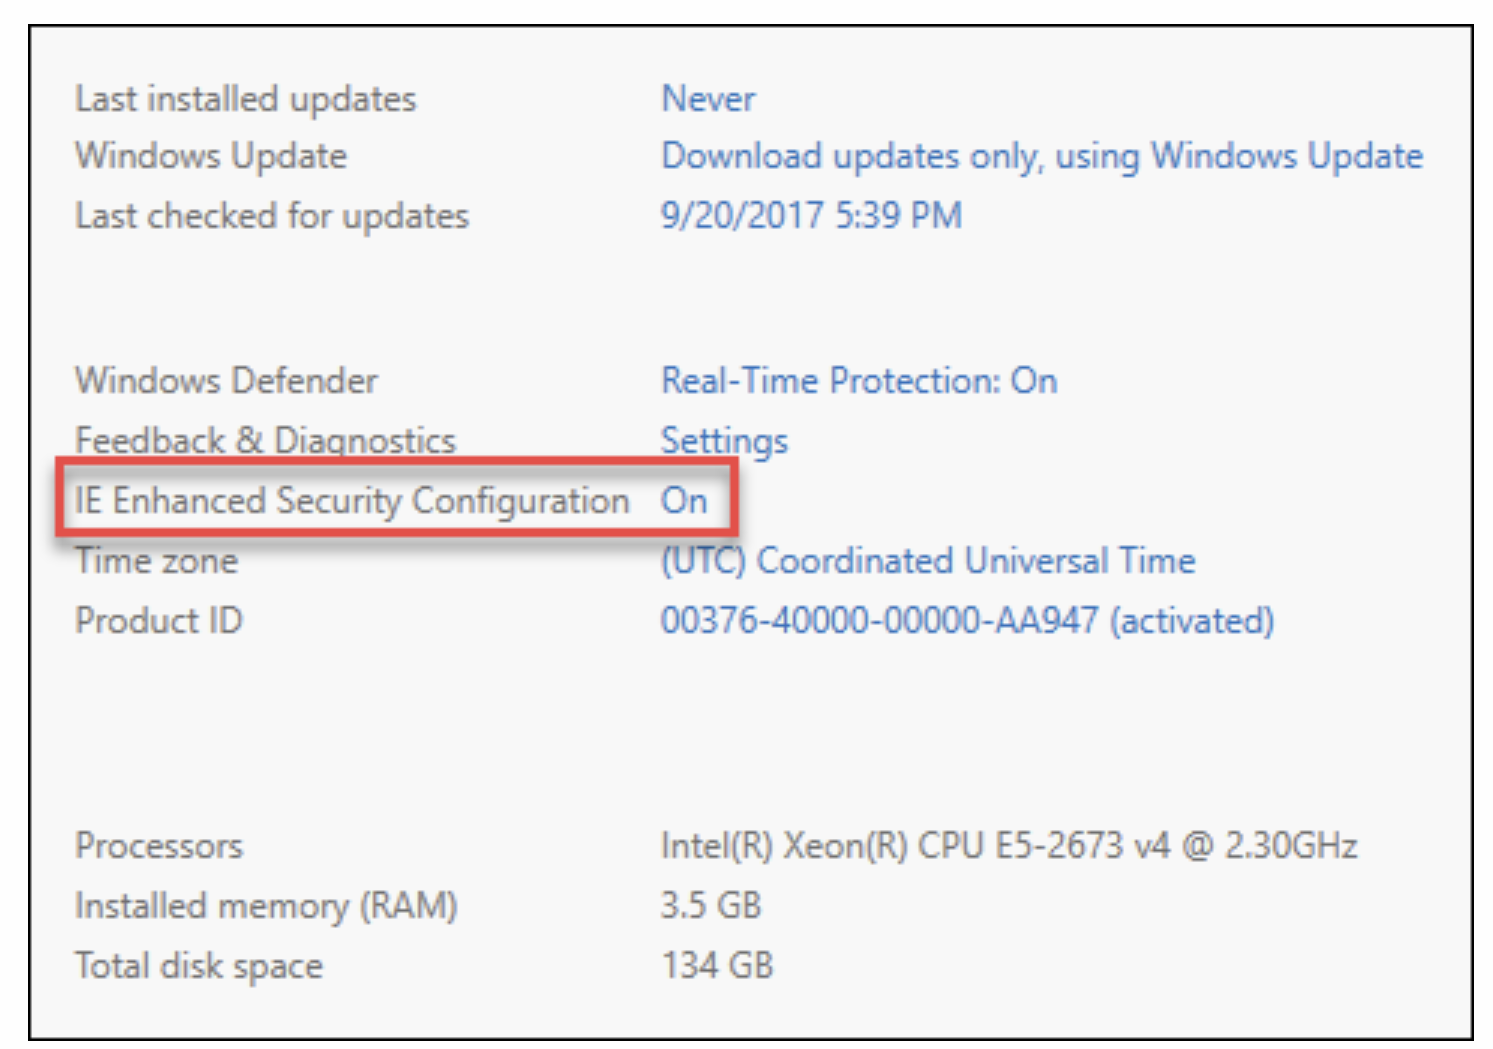 Last installed updates Never
Windows Update Download updates only, using Windows Update
Last checked for updates 9/20/2017 5:39 PM
Windows Defender Real-Time Protection: On
Feedback & Diagnostics Settings
IE Enhanced Security Configuration On
Time zone (UTC) Coordinated Universal Time
Product ID 00376-40000-00000-AA947 (activated)
Processors Intel(R) Xeon(R) CPU E5-2673 v4 @ 2.30GHz
Installed memory (RAM) 3.5 GB
Total disk space 134 GB